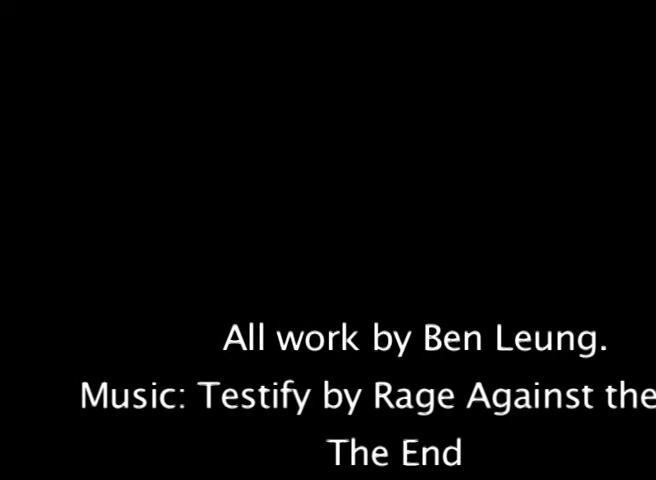 All work by Ben Leung.
Music: Testify by Rage Against the
The End